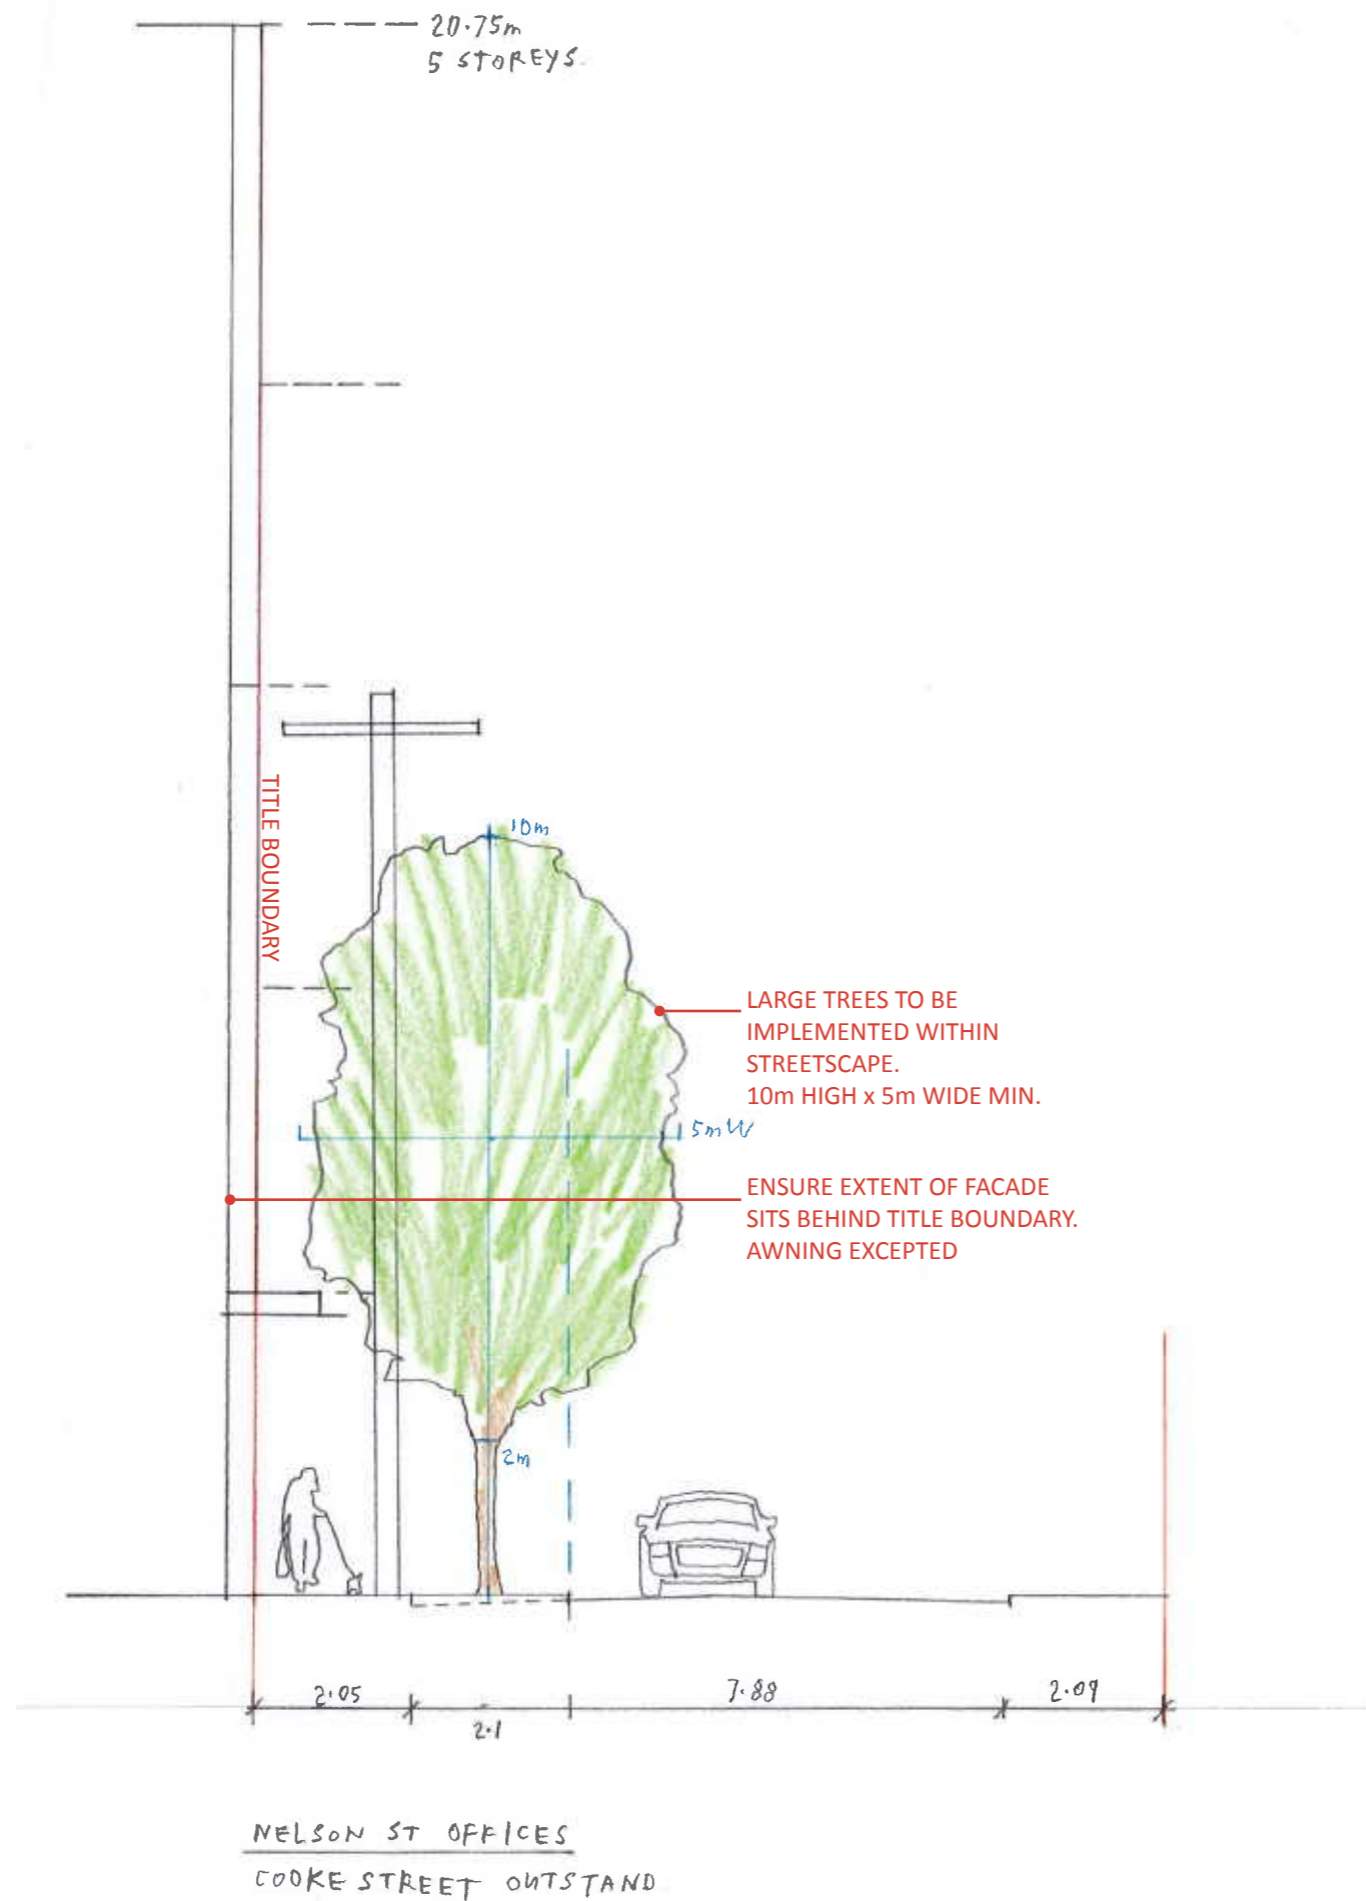 20.75m
5 STOREYS
TITLE BOUNDARY
10m
LARGE TREES TO BE
IMPLEMENTED WITHIN
STREETSCAPE.
10m HIGH x 5m WIDE MIN.
5mW
ENSURE EXTENT OF FACADE
SITS BEHIND TITLE BOUNDARY.
AWNING EXCEPTED
2m
2.05
2.1
7.88
2.09
NELSON ST OFFICES
COOKE STREET OUTSTAND